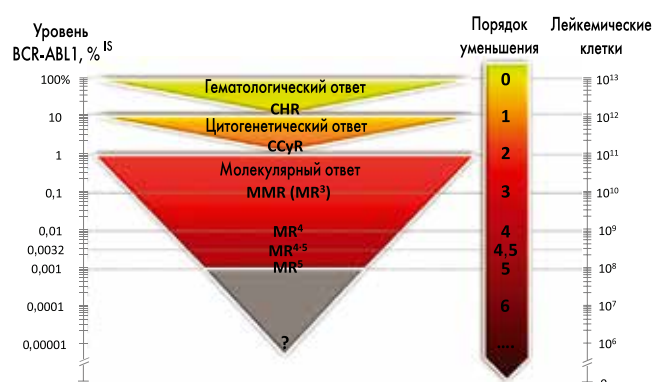 Уровень
BCR-ABL1, % IS
Порядок
уменьшения
Лейкемические
клетки
100%
Гематологический ответ
0
10¹³
CHR
10
Цитогенетический ответ
1
10¹²
CCyR
1
2
10¹¹
Молекулярный ответ
0,1
MMR (MR³)
3
10¹⁰
0,01
MR⁴
4
10⁹
0,0032
MR⁴⁻⁵
4,5
0,001
MR⁵
5
10⁸
0,0001
6
10⁷
0,00001
?
....
10⁶